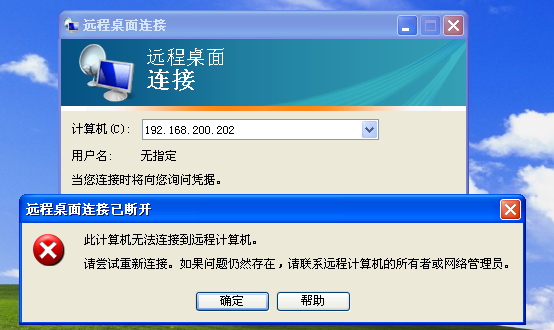 远程桌面连接
远程桌面
连接
计算机(C): 192.168.200.202
用户名: 无指定
当您连接时将向您询问凭据。
远程桌面连接已断开
此计算机无法连接到远程计算机。
请尝试重新连接。如果问题仍然存在，请联系远程计算机的所有者或网络管理员。
确定 帮助